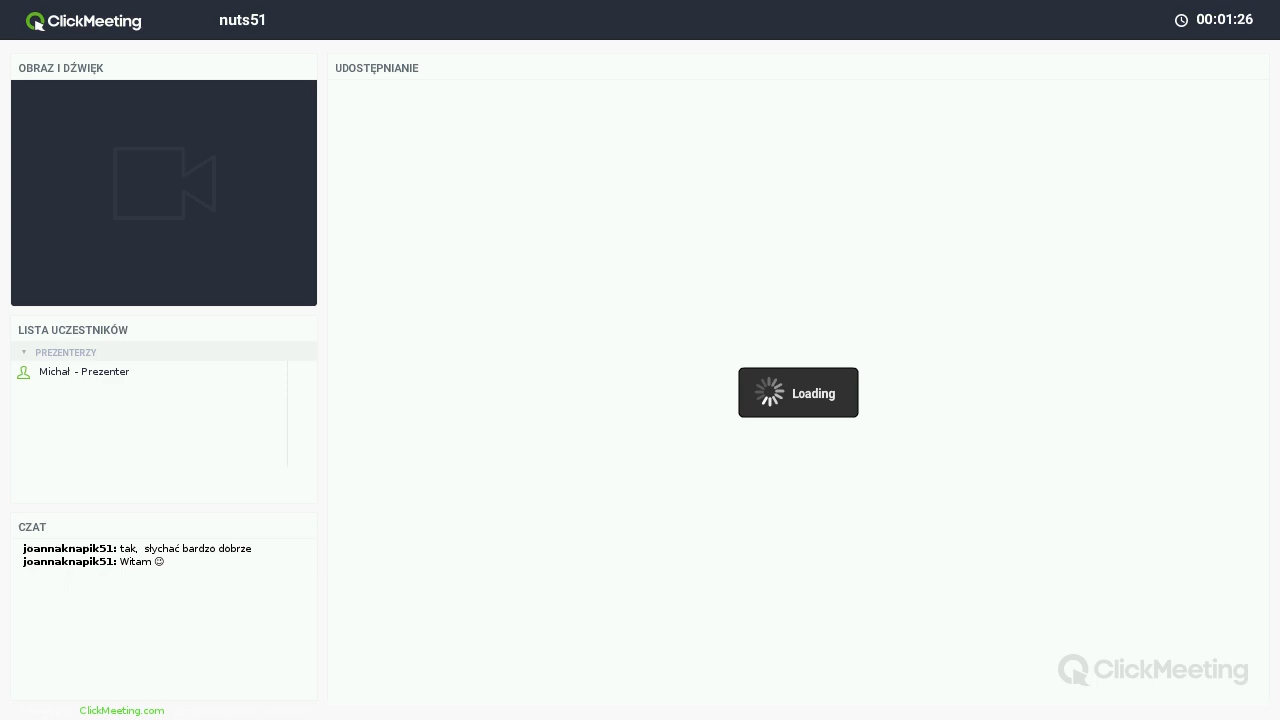 ClickMeeting
nuts51
00:01:26
OBRAZ I DŹWIĘK
UDOSTĘPNIANIE
LISTA UCZESTNIKÓW
PREZENTERZY
Michał - Prezenter
Loading
CZAT
joannaknapik51: tak, słychać bardzo dobrze
joannaknapik51: Witam ☺
ClickMeeting
ClickMeeting.com